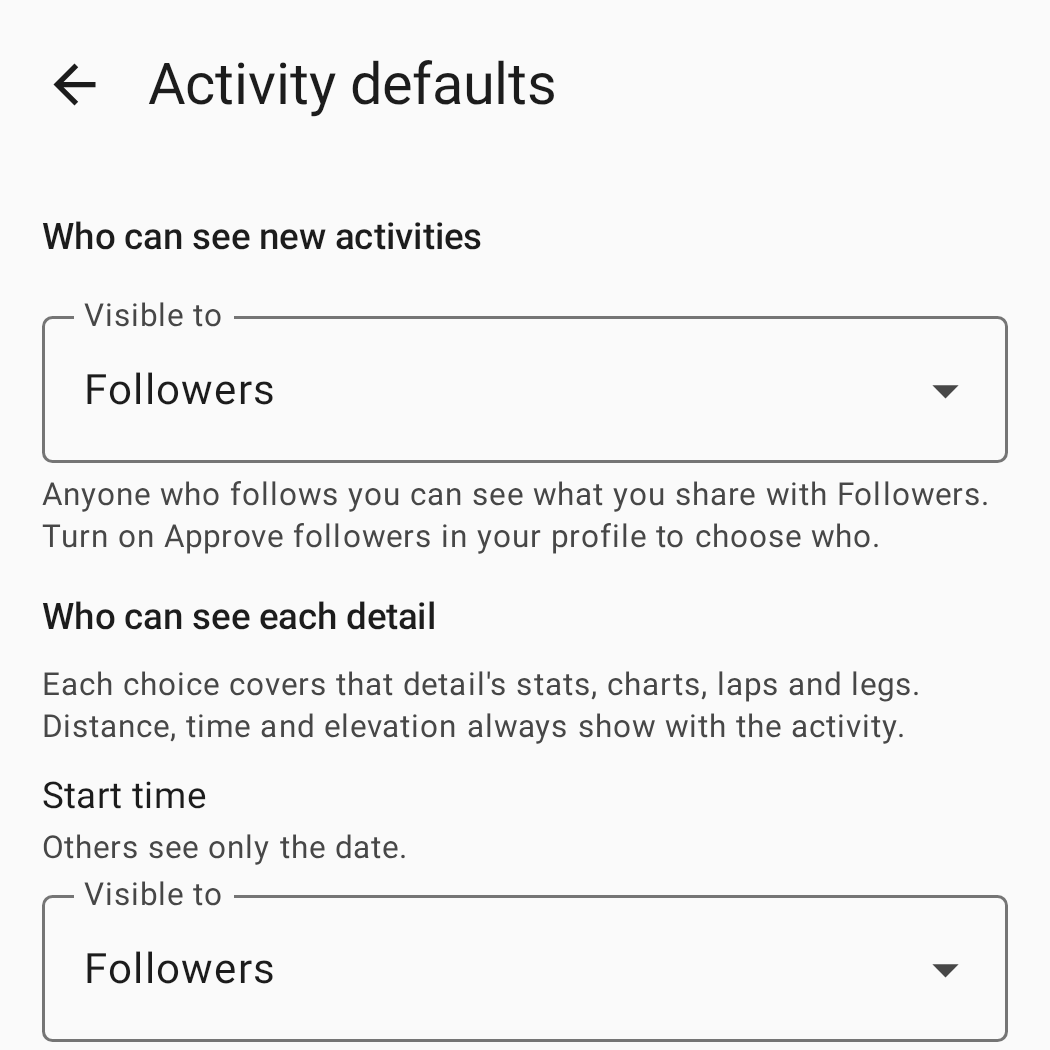 Activity defaults
Who can see new activities
Visible to
Followers
Anyone who follows you can see what you share with Followers.
Turn on Approve followers in your profile to choose who.
Who can see each detail
Each choice covers that detail's stats, charts, laps and legs.
Distance, time and elevation always show with the activity.
Start time
Others see only the date.
Visible to
Followers